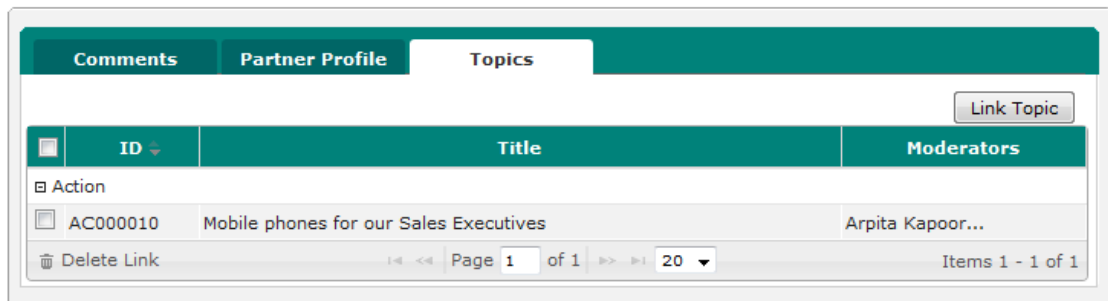 Comments Partner Profile Topics
Link Topic
ID Title Moderators
Action
AC000010 Mobile phones for our Sales Executives Arpita Kapoor...
Delete Link Page 1 of 1 20 Items 1 - 1 of 1